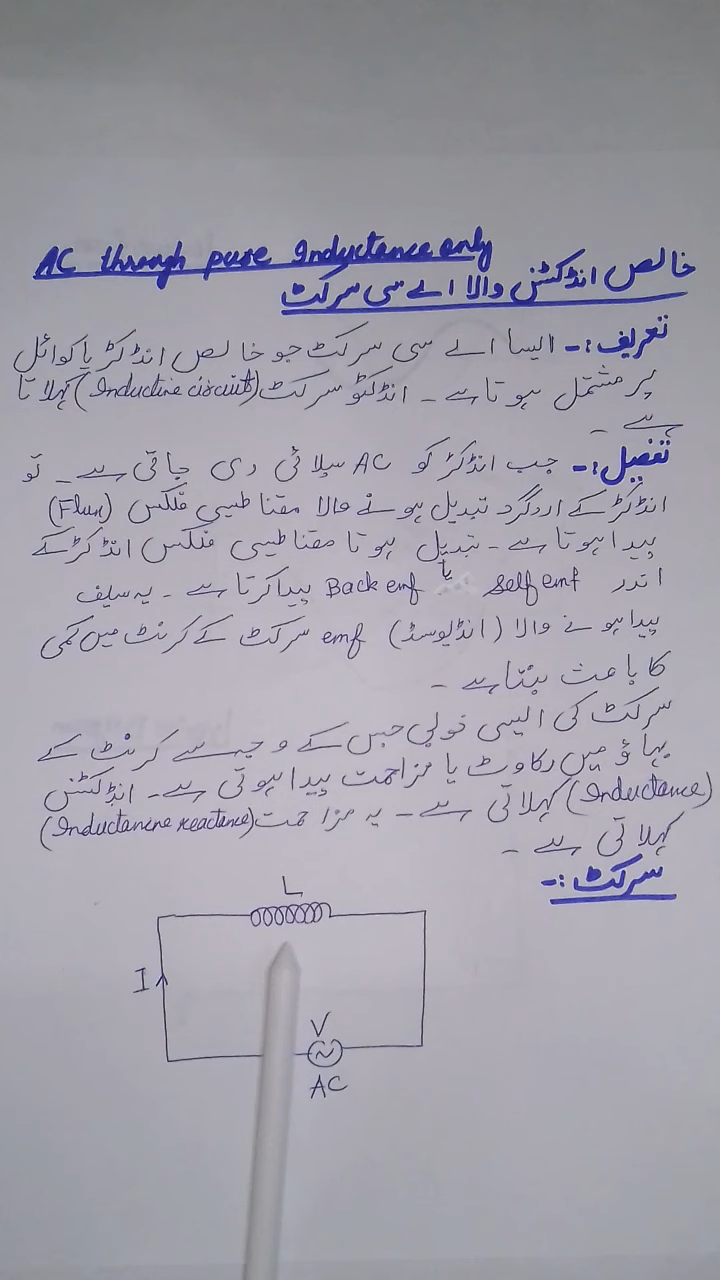 AC through pure Inductance only
خالص انڈکٹنس والا اے سی سرکٹ
تعریف:- ایسا اے سی سرکٹ جو خالص انڈکٹر یا کوائل
پر مشتمل ہوتا ہے۔ انڈکٹو سرکٹ (Inductive circuit) کہلاتا
ہے۔
تفصیل:- جب انڈکٹر کو AC سپلائی دی جاتی ہے۔ تو
انڈکٹر کے اردگرد تبدیل ہونے والا مقناطیسی فلکس (Flux)
پیدا ہوتا ہے۔ تبدیل ہوتا مقناطیسی فلکس انڈکٹر کے
اندر Self emf یا Back emf پیدا کرتا ہے۔ یہ سیلف
پیدا ہونے والا (انڈیوسڈ) emf سرکٹ کے کرنٹ میں کمی
کا باعث بنتا ہے۔
سرکٹ کی ایسی خوبی جس کے وجہ سے کرنٹ کے
بہاؤ میں رکاوٹ یا مزاحمت پیدا ہوتی ہے۔ انڈکٹنس
(Inductance) کہلاتی ہے۔ یہ مزاحمت (Inductanine reactance)
کہلاتی ہے۔
سرکٹ:-
L
I
V
AC